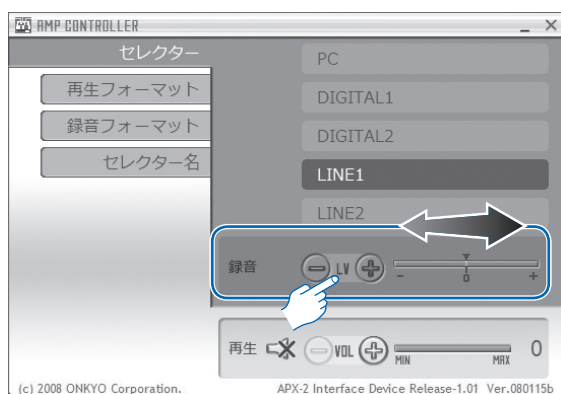 AMP CONTROLLER
セレクター
再生フォーマット
録音フォーマット
セレクター名
PC
DIGITAL1
DIGITAL2
LINE1
LINE2
録音
LV
- 0 +
再生
VOL
MIN MAX
0
(c) 2008 ONKYO Corporation.
APX-2 Interface Device Release-1.01 Ver.080115b